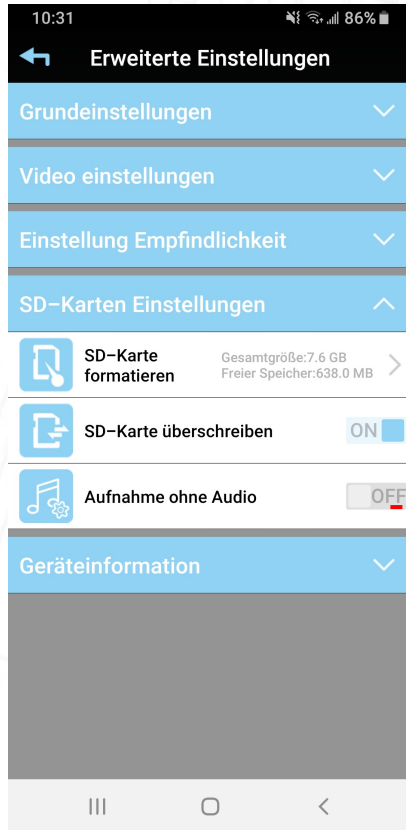 10:31 86%
Erweiterte Einstellungen
Grundeinstellungen
Video einstellungen
Einstellung Empfindlichkeit
SD-Karten Einstellungen
SD-Karte
formatieren
Gesamtgröße:7.6 GB
Freier Speicher:638.0 MB
SD-Karte überschreiben ON
Aufnahme ohne Audio OFF
Geräteinformation